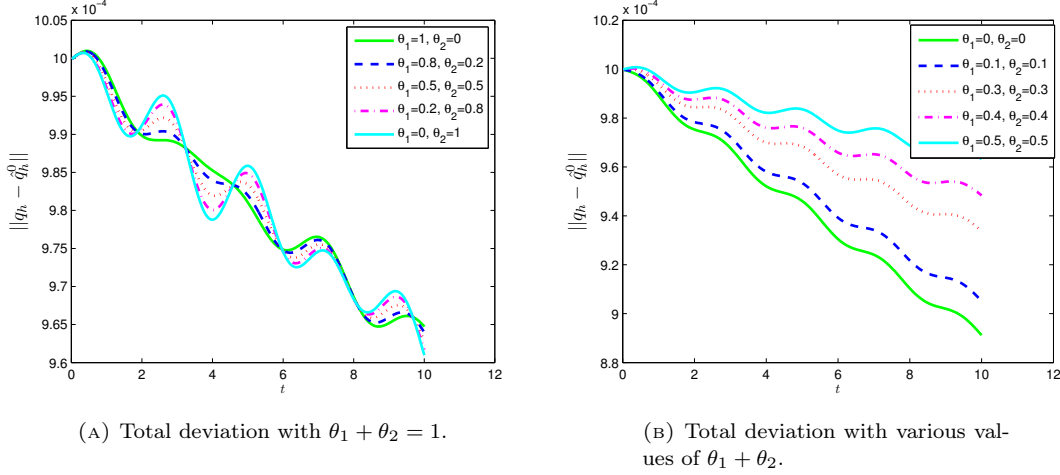 x 10⁻⁴
10.05
10
9.95
9.9
9.85
9.8
9.75
9.7
9.65
9.6
0 2 4 6 8 10 12
t
||q_h − q̂_h^0||
θ₁=1, θ₂=0
θ₁=0.8, θ₂=0.2
θ₁=0.5, θ₂=0.5
θ₁=0.2, θ₂=0.8
θ₁=0, θ₂=1
(A) Total deviation with θ₁ + θ₂ = 1.
x 10⁻⁴
10.2
10
9.8
9.6
9.4
9.2
9
8.8
0 2 4 6 8 10 12
t
||q_h − q̂_h^0||
θ₁=0, θ₂=0
θ₁=0.1, θ₂=0.1
θ₁=0.3, θ₂=0.3
θ₁=0.4, θ₂=0.4
θ₁=0.5, θ₂=0.5
(B) Total deviation with various val-
ues of θ₁ + θ₂.